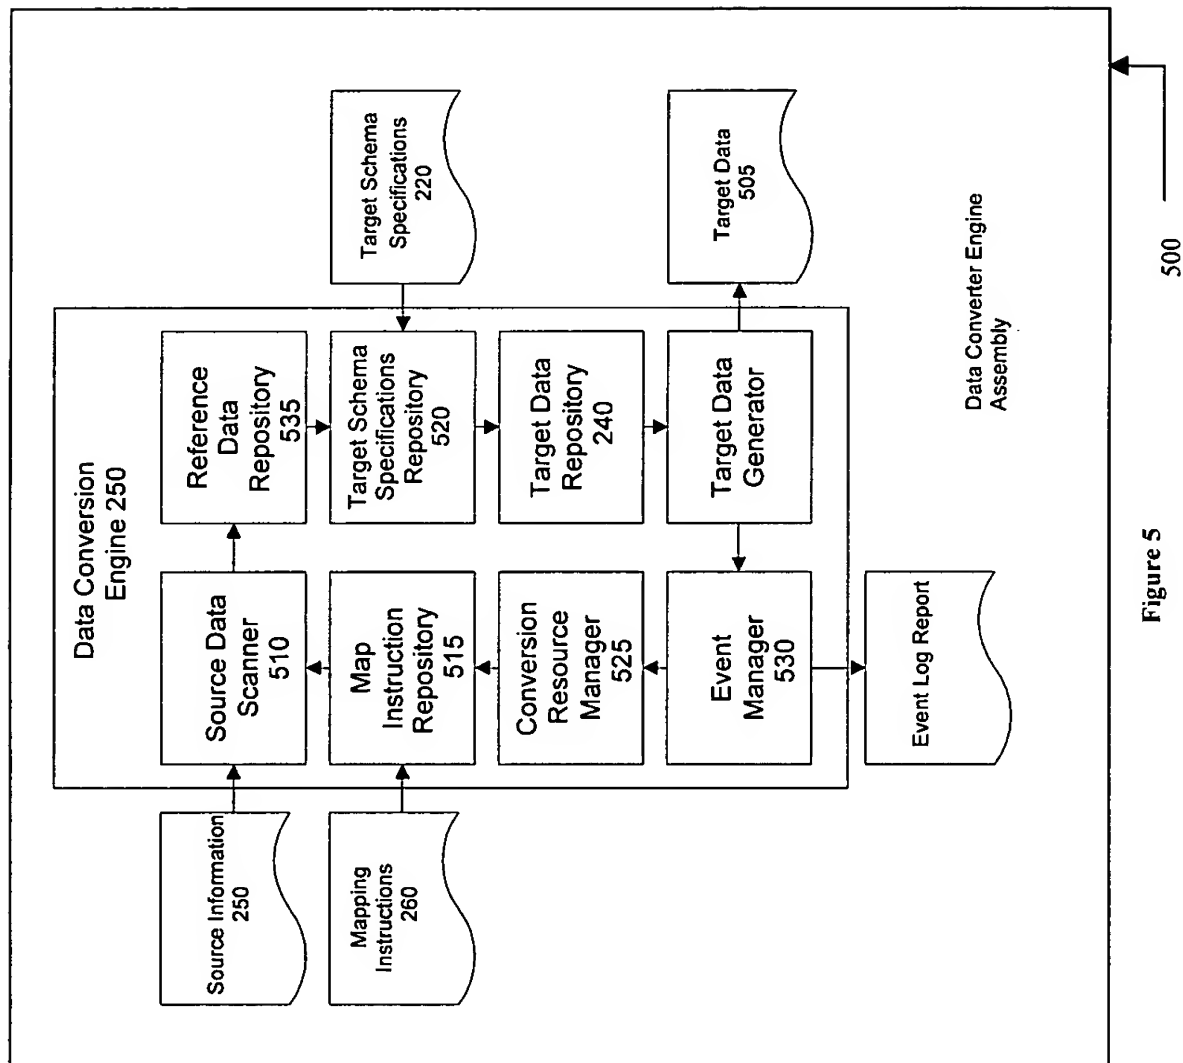 Data Conversion
Engine 250
Source Information
250
Source Data
Scanner
510
Reference
Data
Repository
535
Mapping
Instructions
260
Map
Instruction
Repository
515
Target Schema
Specifications
Repository
520
Target Schema
Specifications
220
Conversion
Resource
Manager
525
Target Data
Repository
240
Event
Manager
530
Target Data
Generator
Target Data
505
Event Log Report
Data Converter Engine
Assembly
Figure 5
500